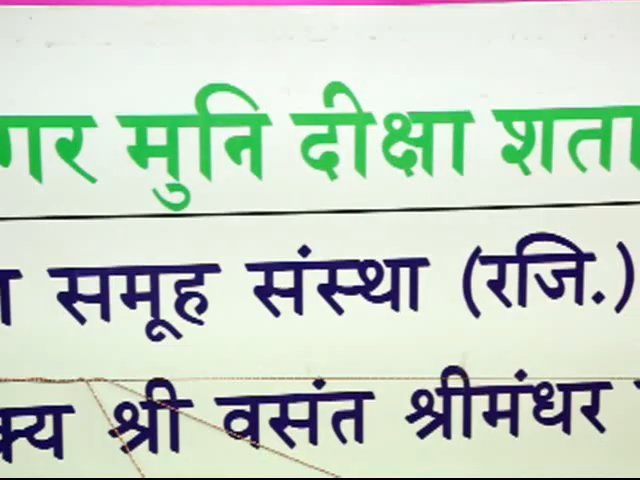 गर मुनि दीक्षा शता
समूह संस्था (रजि.)
क्य श्री वसंत श्रीमंधर